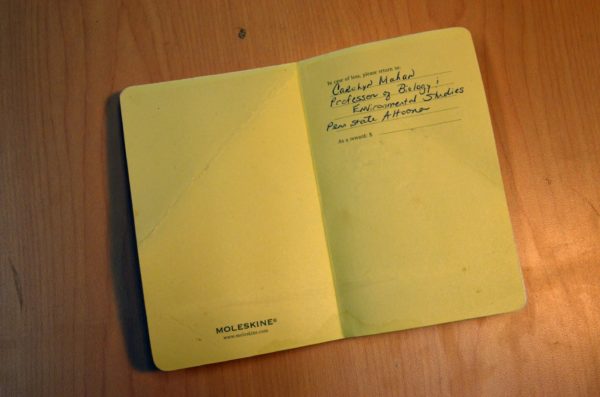 MOLESKINE®
www.moleskine.com
In case of loss, please return to:
Carolyn Mahan
Professor of Biology &
Environmental Studies
Penn State Altoona
As a reward: $